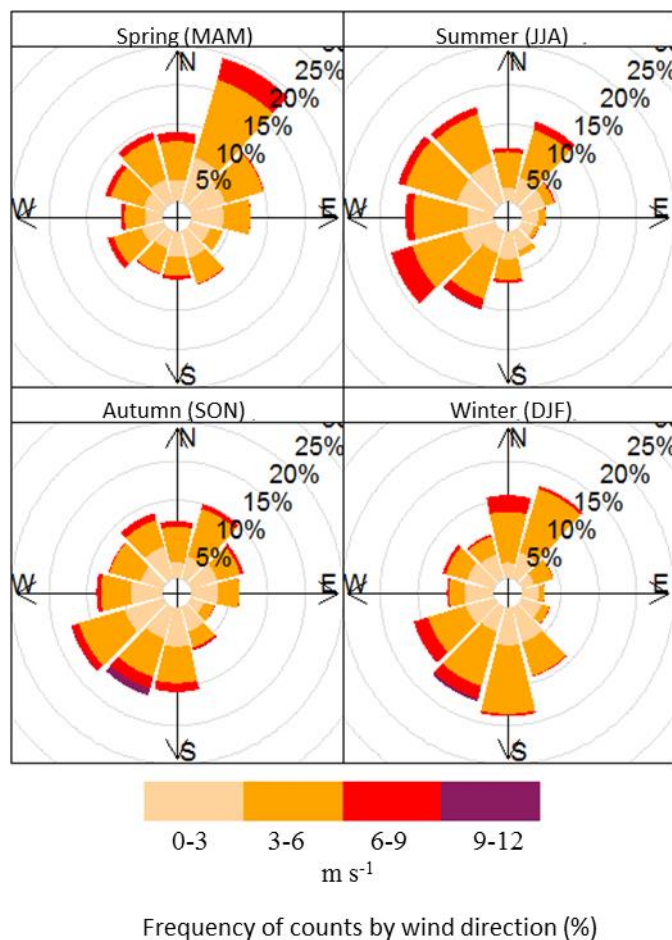 Spring (MAM)
N
25%
20%
15%
10%
5%
W
E
S
Summer (JJA)
N
25%
20%
15%
10%
5%
W
E
S
Autumn (SON)
N
25%
20%
15%
10%
5%
W
E
S
Winter (DJF)
N
25%
20%
15%
10%
5%
W
E
S
0-3 3-6 6-9 9-12
m s-1
Frequency of counts by wind direction (%)